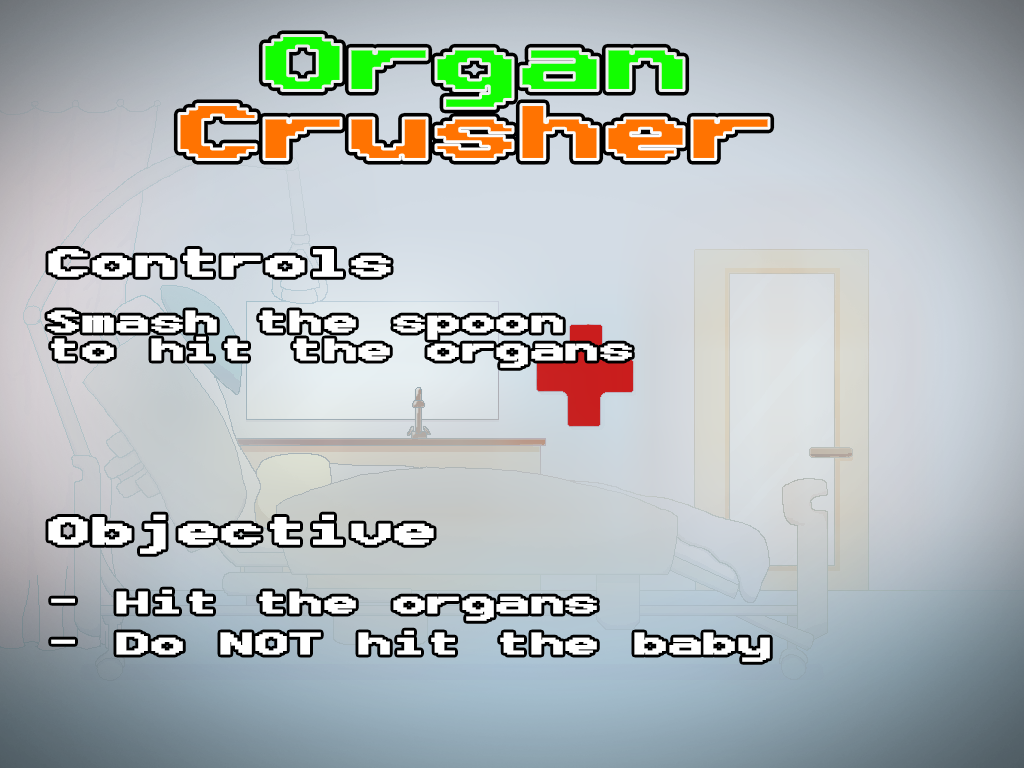 Organ
Crusher
Controls
Smash the spoon
to hit the organs
Objective
- Hit the organs
- Do NOT hit the baby